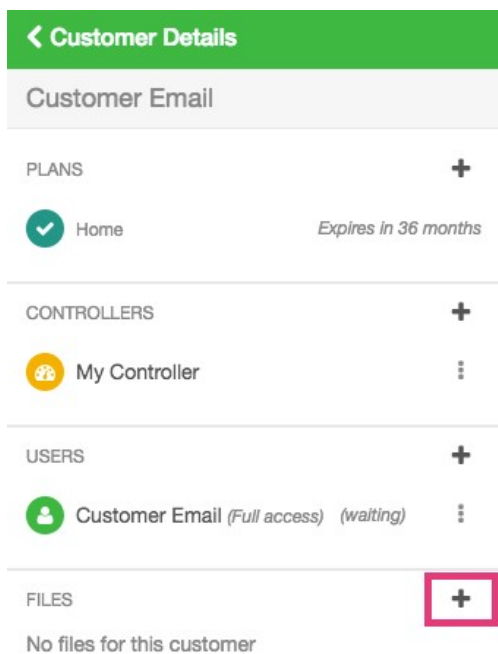 Customer Details
Customer Email
PLANS
Home Expires in 36 months
CONTROLLERS
My Controller
USERS
Customer Email (Full access) (waiting)
FILES
No files for this customer